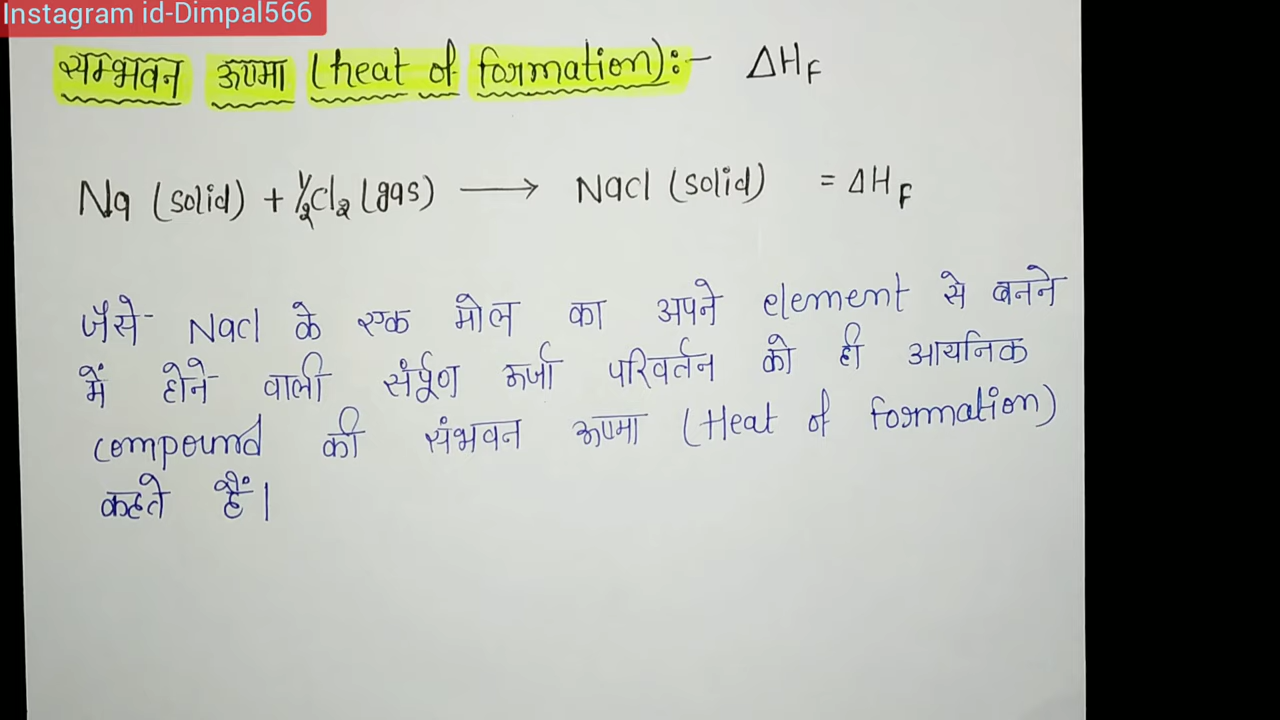 Instagram id-Dimpal566
सम्भवन ऊष्मा (heat of formation):- ΔHF
Na (solid) + 1/2Cl2 (gas) ⟶ Nacl (solid) = ΔHF
जैसे- Nacl के एक मोल का अपने element से बनने
में होने वाली संर्पूण ऊर्जा परिवर्तन को ही आयनिक
compound की संभवन ऊष्मा (Heat of formation)
कहते हैं।